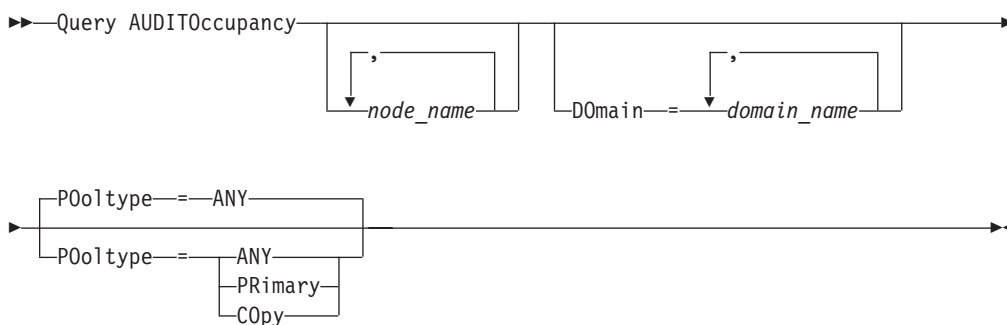 Query AUDITOccupancy
, ,
node_name DOmain = domain_name
POoltype = ANY
POoltype = ANY
PRimary
COpy